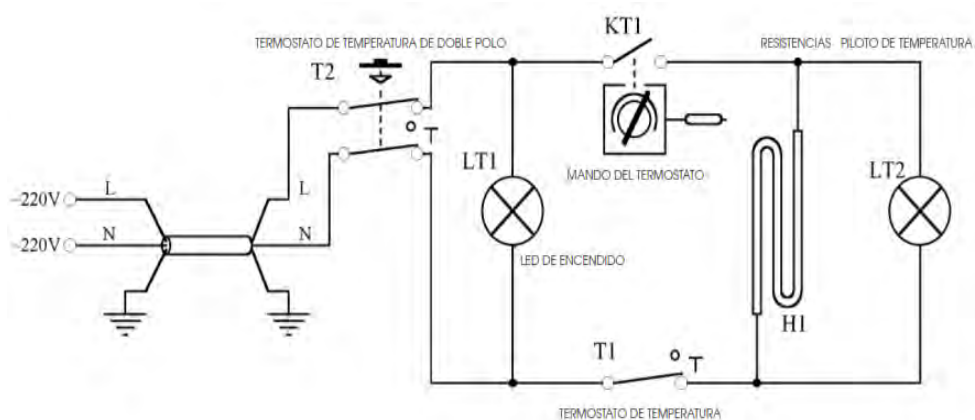 KT1
TERMOSTATO DE TEMPERATURA DE DOBLE POLO
RESISTENCIAS PILOTO DE TEMPERATURA
T2
T
LT1
MANDO DEL TERMOSTATO
LT2
L
L
~220V
N
N
~220V
LED DE ENCENDIDO
H1
T1
T
TERMOSTATO DE TEMPERATURA